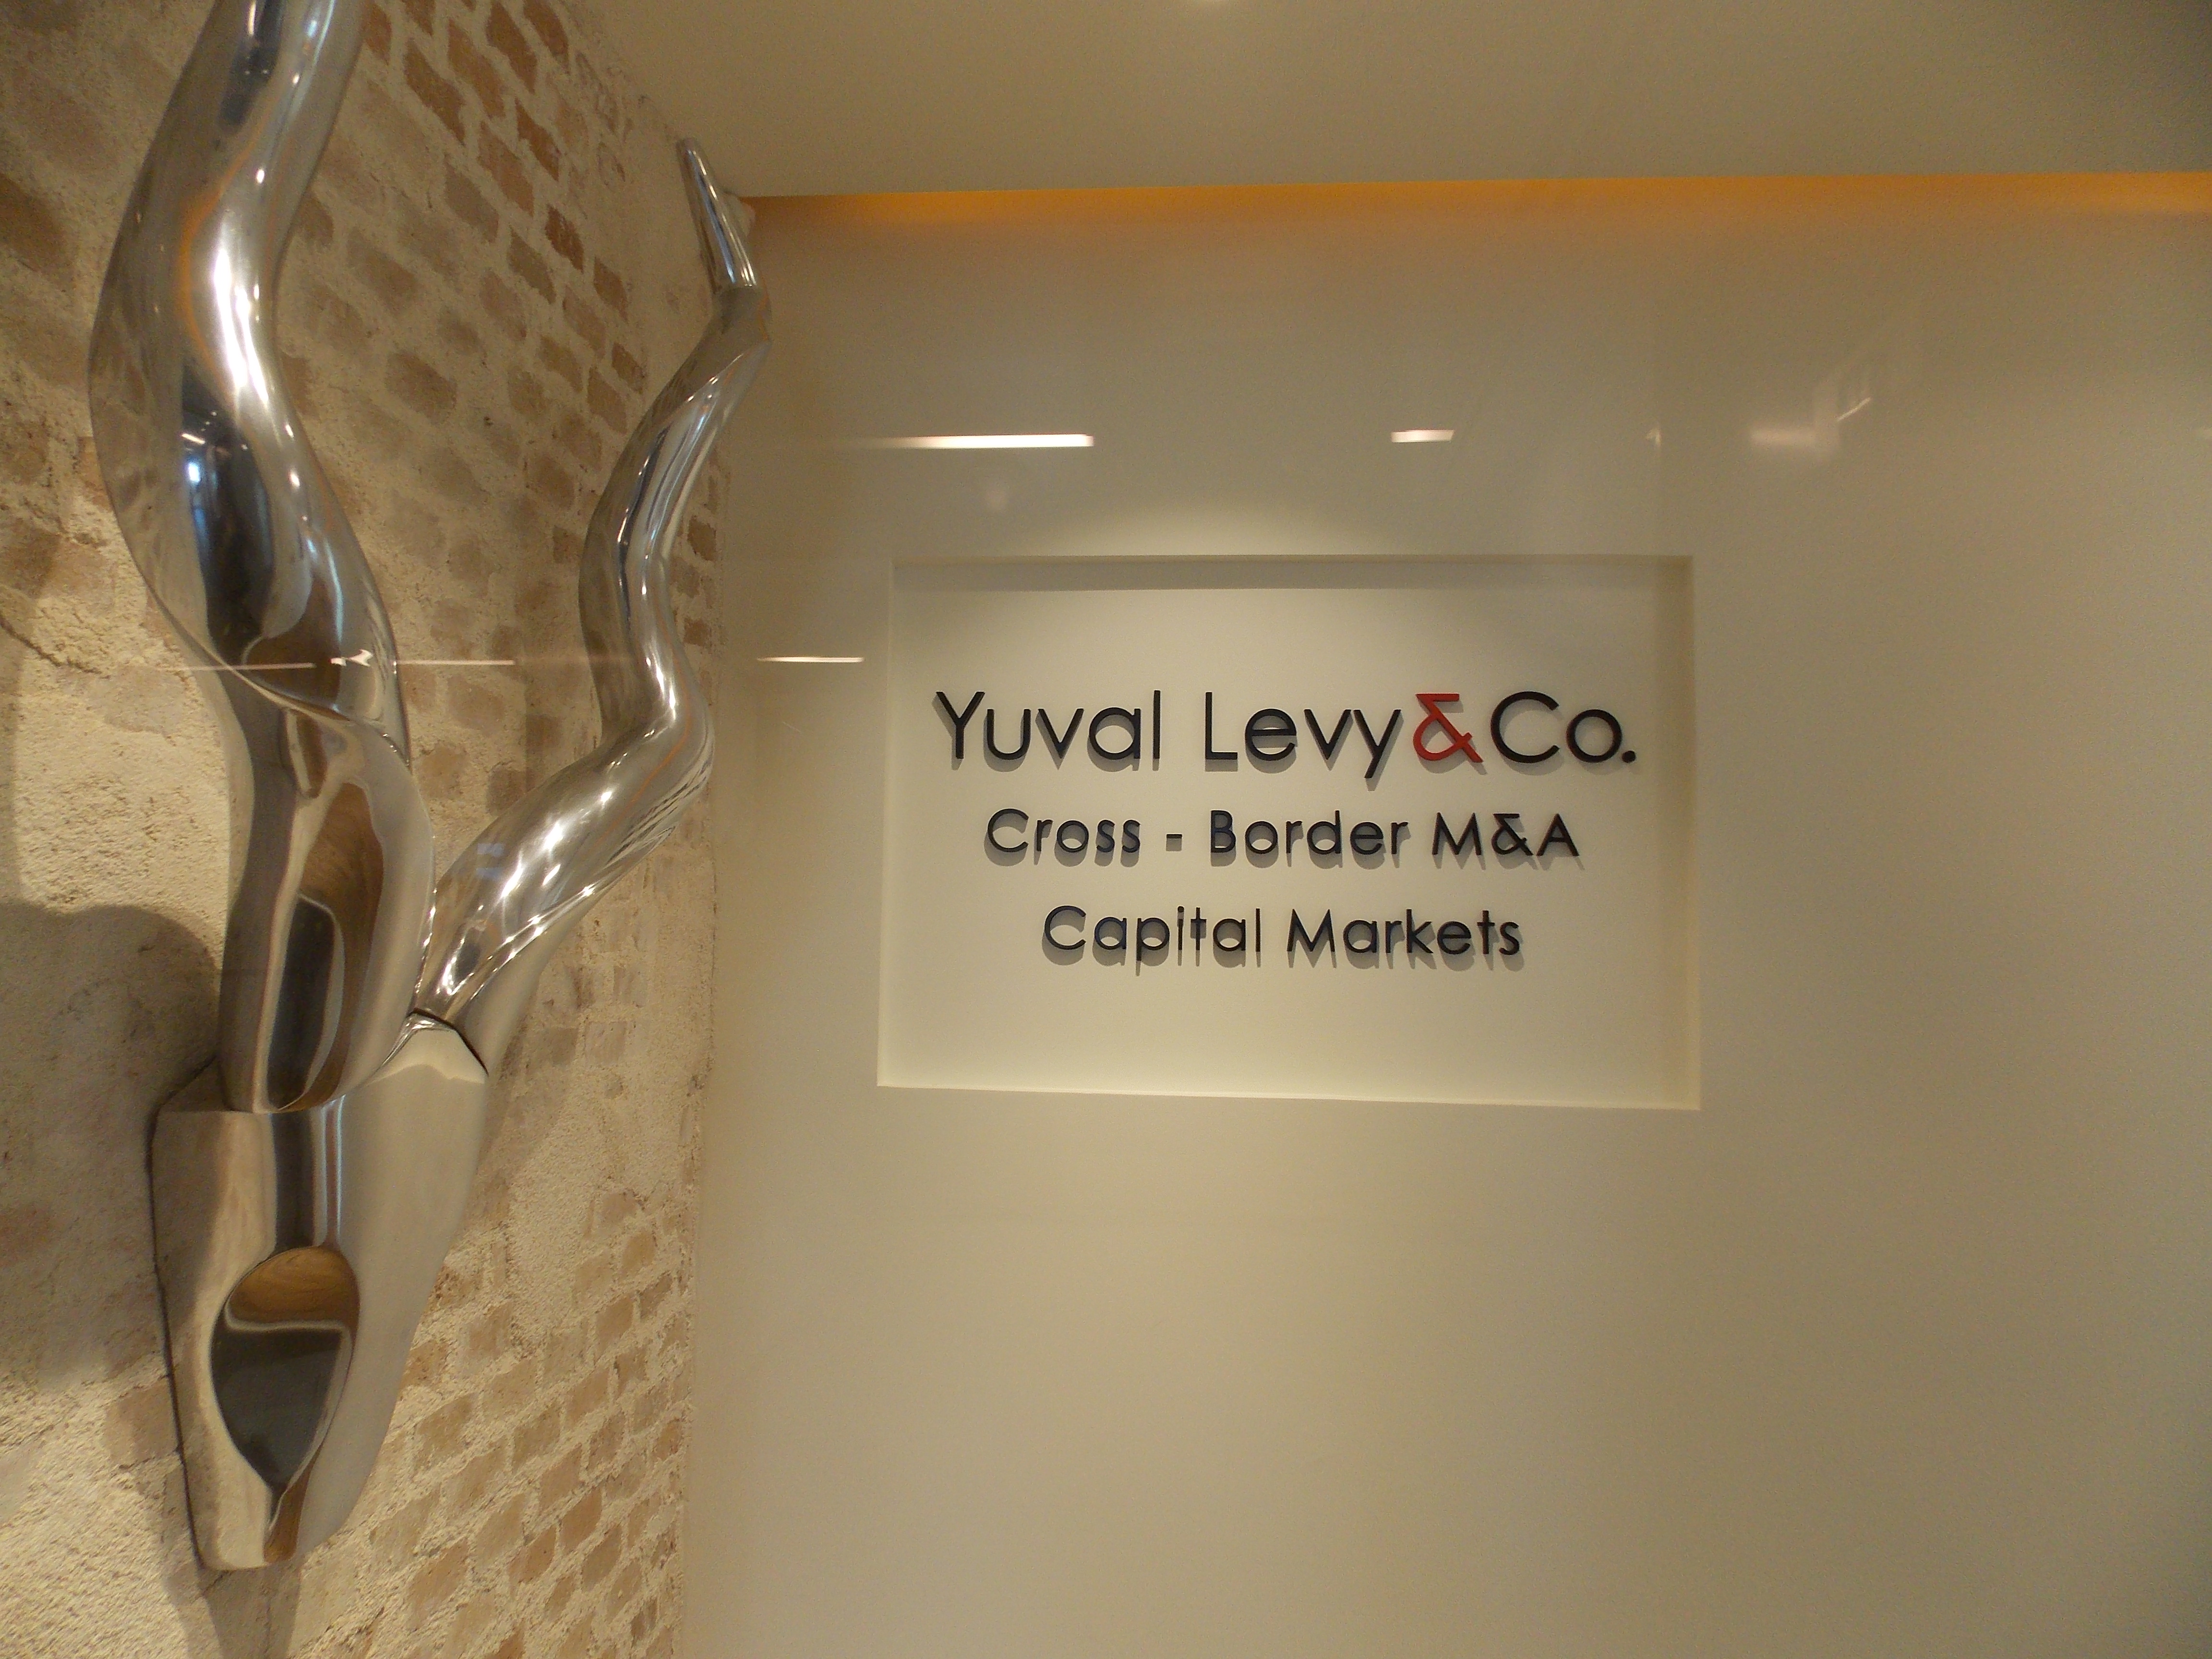 Yuval Levy&Co.
Cross - Border M&A
Capital Markets